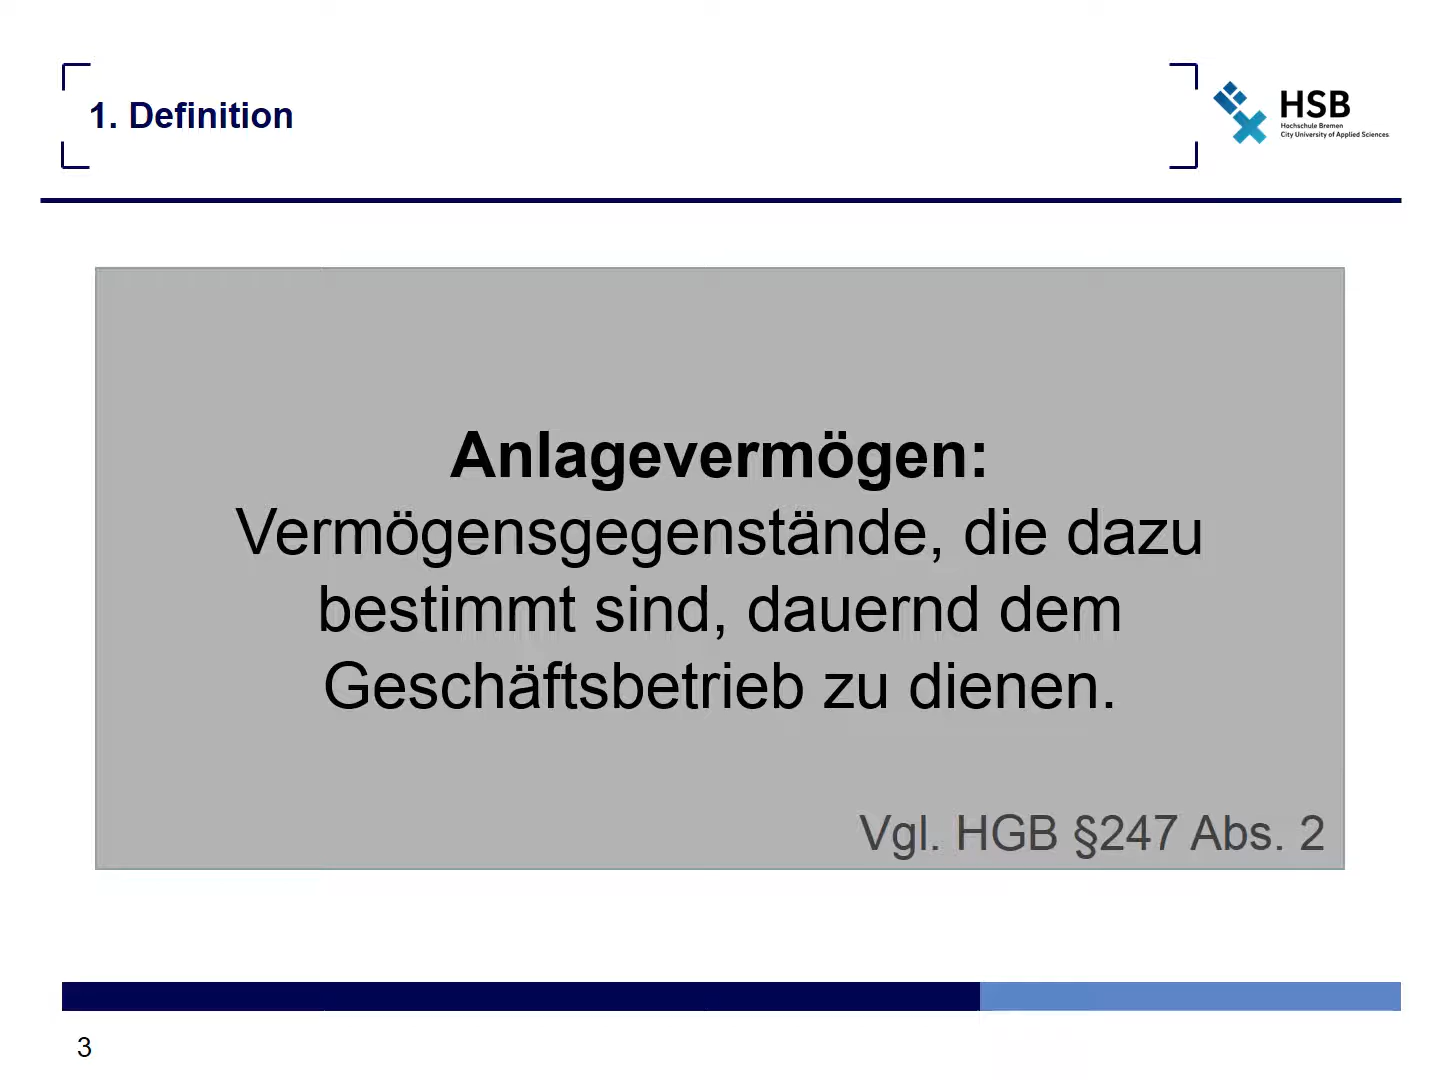 1. Definition
HSB
Hochschule Bremen
City University of Applied Sciences
Anlagevermögen:
Vermögensgegenstände, die dazu
bestimmt sind, dauernd dem
Geschäftsbetrieb zu dienen.
Vgl. HGB §247 Abs. 2
3